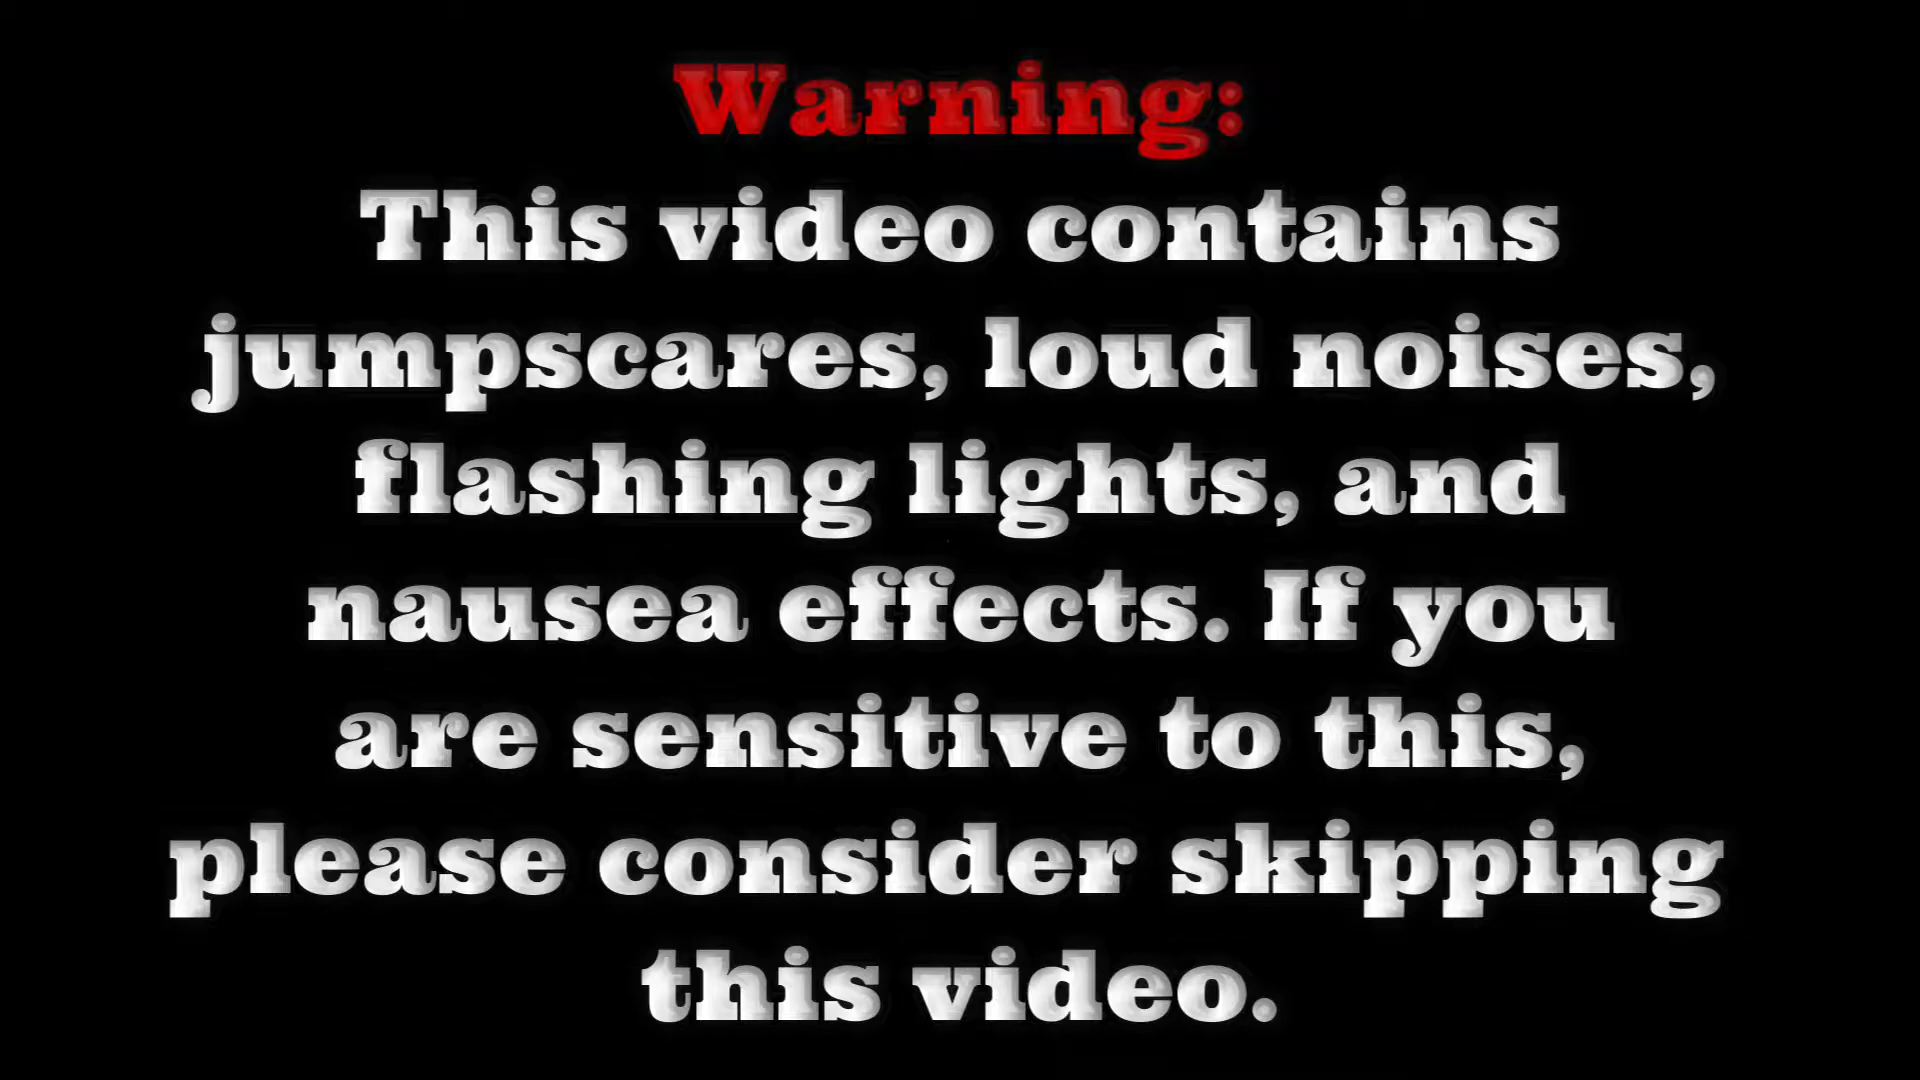 Warning:
This video contains
jumpscares, loud noises,
flashing lights, and
nausea effects. If you
are sensitive to this,
please consider skipping
this video.